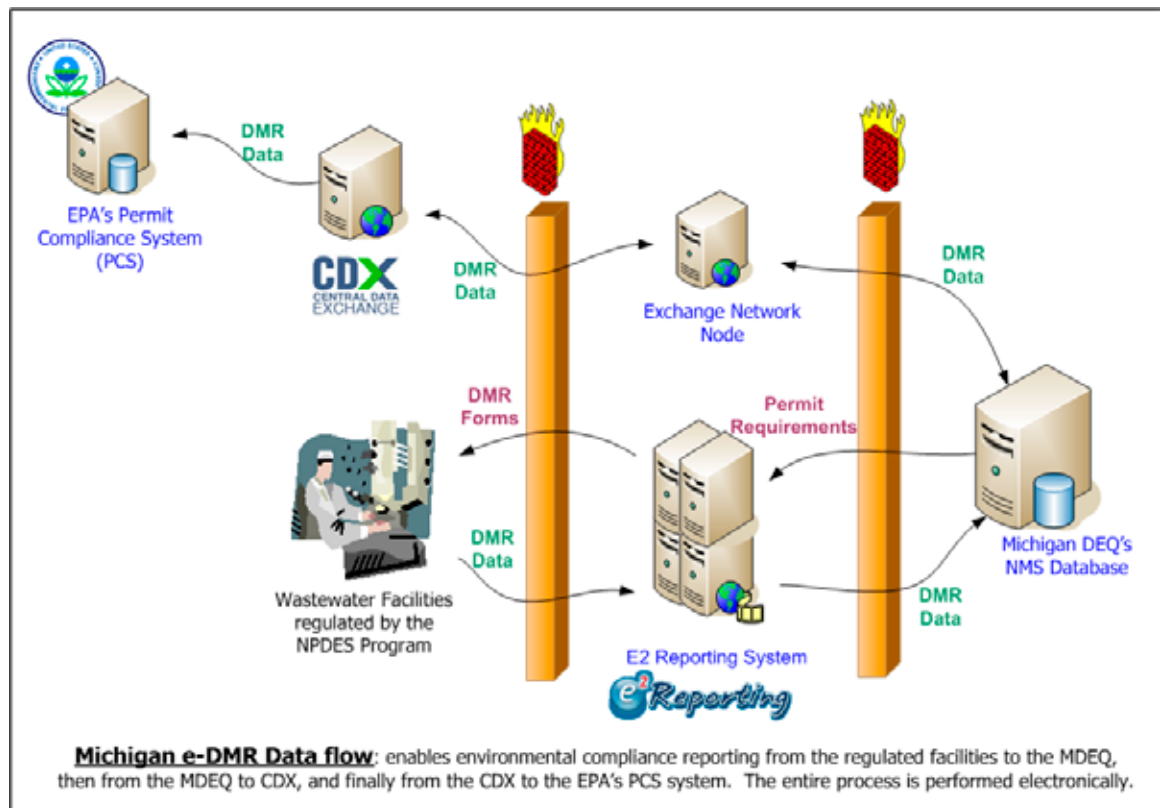 DMR
Data
EPA's Permit
Compliance System
(PCS)
CDX
CENTRAL DATA
EXCHANGE
DMR
Data
Exchange Network
Node
DMR
Data
DMR
Forms
Permit
Requirements
DMR
Data
Wastewater Facilities
regulated by the
NPDES Program
E2 Reporting System
e2 Reporting
DMR
Data
Michigan DEQ's
NMS Database
Michigan e-DMR Data flow: enables environmental compliance reporting from the regulated facilities to the MDEQ,
then from the MDEQ to CDX, and finally from the CDX to the EPA's PCS system. The entire process is performed electronically.